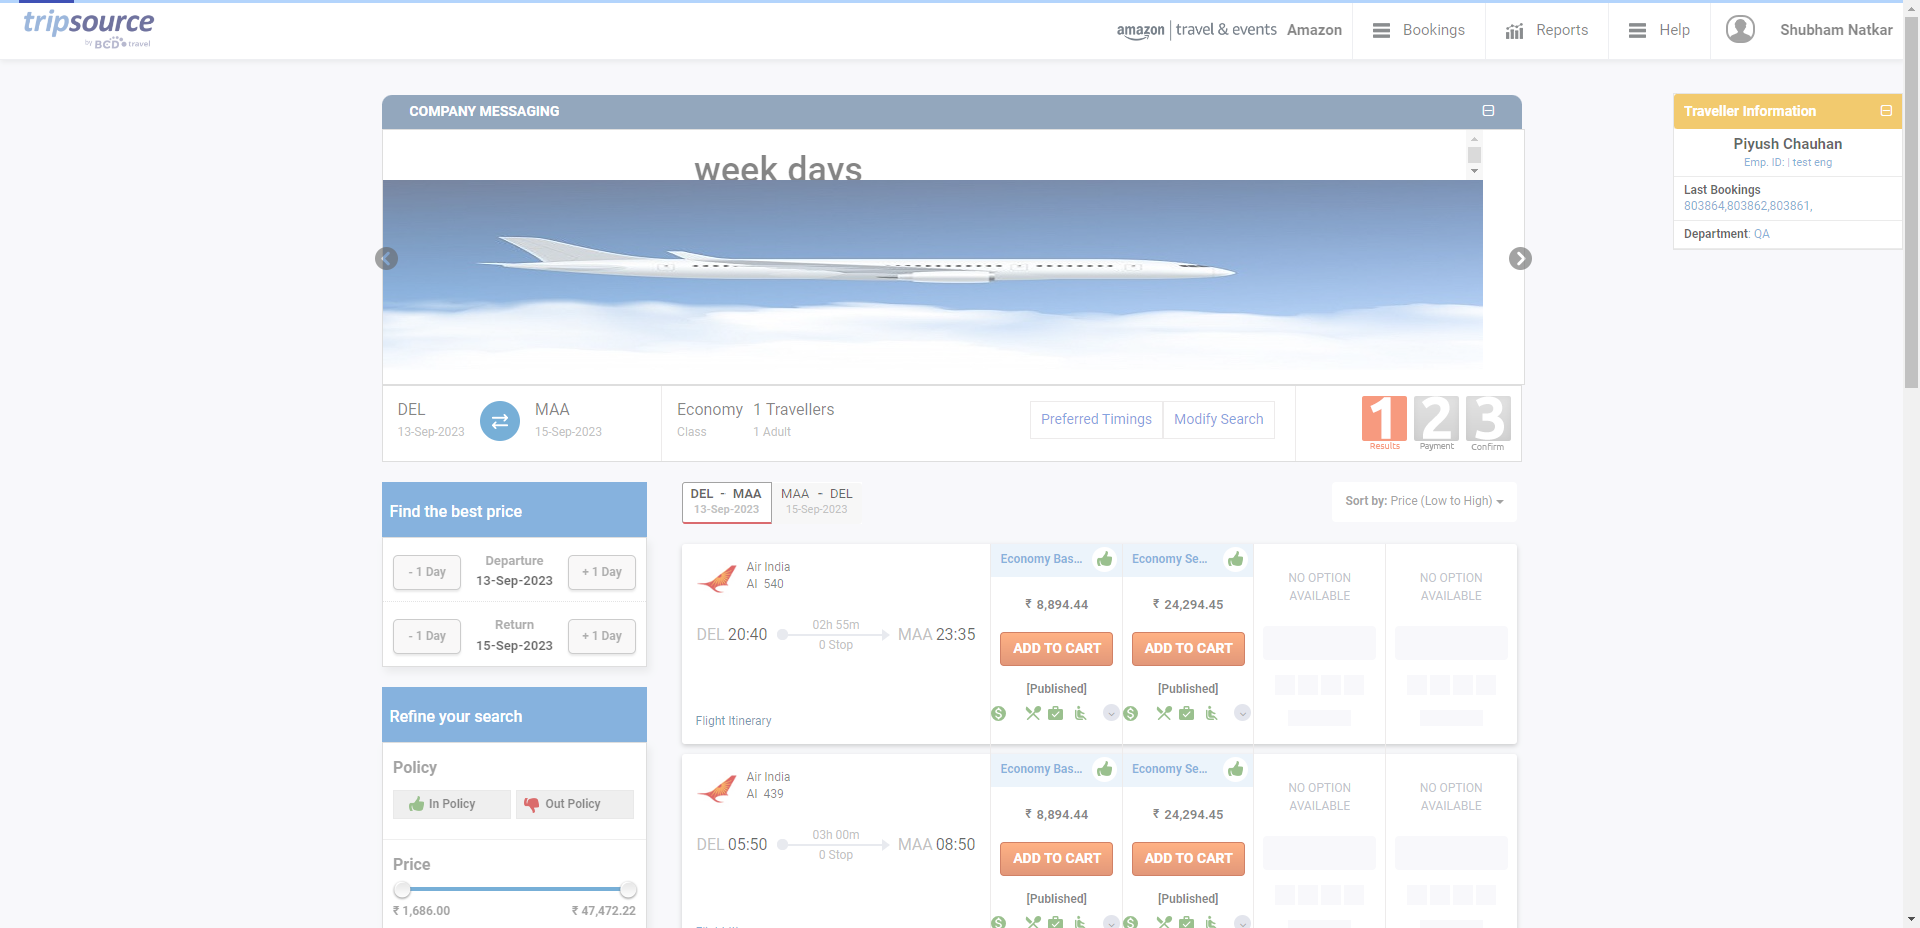 tripsource
by BCD travel
amazon | travel & events Amazon
Bookings
Reports
Help
Shubham Natkar
COMPANY MESSAGING
week days
Traveller Information
Piyush Chauhan
Emp. ID: | test eng
Last Bookings
803864,803862,803861,
Department: QA
DEL
13-Sep-2023
MAA
15-Sep-2023
Economy
Class
1 Travellers
1 Adult
Preferred Timings
Modify Search
1
Results
2
Payment
3
Confirm
Find the best price
- 1 Day
Departure
13-Sep-2023
+ 1 Day
- 1 Day
Return
15-Sep-2023
+ 1 Day
Refine your search
Policy
In Policy
Out Policy
Price
₹ 1,686.00
₹ 47,472.22
DEL - MAA
13-Sep-2023
MAA - DEL
15-Sep-2023
Sort by: Price (Low to High)
Air India
AI 540
DEL 20:40
02h 55m
0 Stop
MAA 23:35
Flight Itinerary
Economy Bas...
₹ 8,894.44
ADD TO CART
[Published]
Economy Se...
₹ 24,294.45
ADD TO CART
[Published]
NO OPTION
AVAILABLE
NO OPTION
AVAILABLE
Air India
AI 439
DEL 05:50
03h 00m
0 Stop
MAA 08:50
Economy Bas...
₹ 8,894.44
ADD TO CART
[Published]
Economy Se...
₹ 24,294.45
ADD TO CART
[Published]
NO OPTION
AVAILABLE
NO OPTION
AVAILABLE